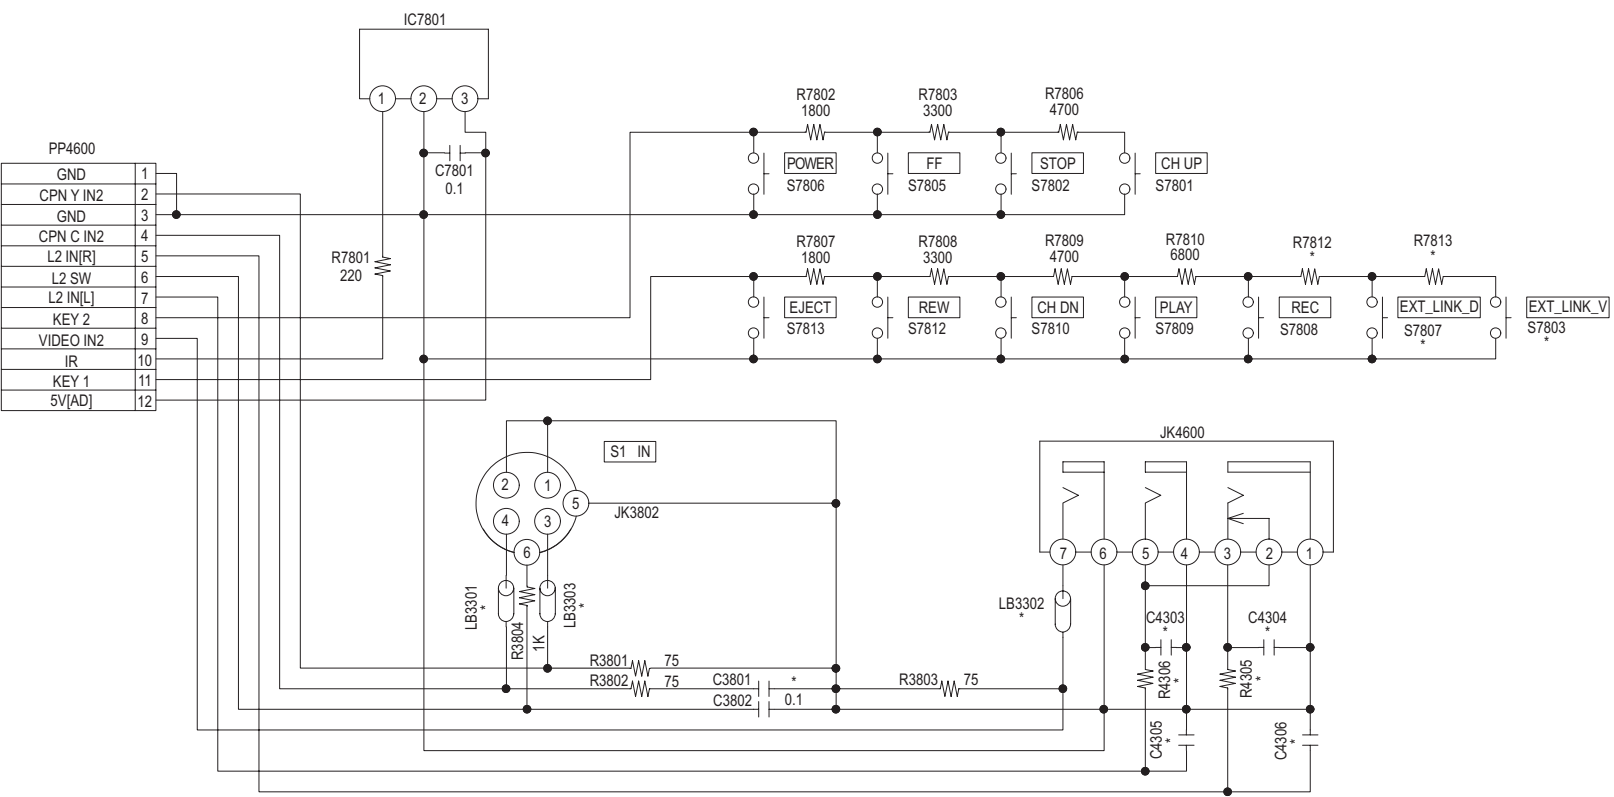 IC7801
1 2 3
C7801
0.1
R7801
220
PP4600
GND 1
CPN Y IN2 2
GND 3
CPN C IN2 4
L2 IN[R] 5
L2 SW 6
L2 IN[L] 7
KEY 2 8
VIDEO IN2 9
IR 10
KEY 1 11
5V[AD] 12
R7802 R7803 R7806
1800 3300 4700
POWER FF STOP CH UP
S7806 S7805 S7802 S7801
R7807 R7808 R7809 R7810 R7812 R7813
1800 3300 4700 6800 * *
EJECT REW CH DN PLAY REC EXT_LINK_D EXT_LINK_V
S7813 S7812 S7810 S7809 S7808 S7807 S7803
* *
S1 IN
2 1
5
4 3
6
JK3802
LB3301
*
R3804
1K
LB3303
*
R3801 75
R3802 75
C3801 *
C3802 0.1
R3803 75
JK4600
7 6 5 4 3 2 1
LB3302
*
C4303
*
C4304
*
R4306
*
R4305
*
C4305
*
C4306
*